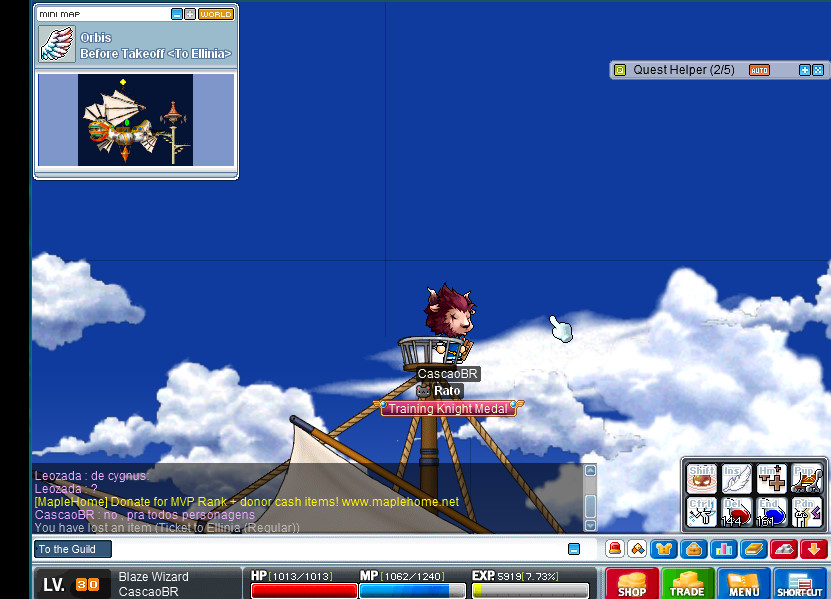 MINI MAP
WORLD
Orbis
Before Takeoff <To Ellinia>
Quest Helper (2/5)
AUTO
CascaoBR
Rato
Training Knight Medal
Leozada : de cygnus
Leozada : ?
[MapleHome] Donate for MVP Rank + donor cash items! www.maplehome.net
CascaoBR : no , pra todos personagens
You have lost an item (Ticket to Ellinia (Regular))
Shift Ins Hm Pup
Ctrl Del End Pdn
144 161
To the Guild
LV. 30
Blaze Wizard
CascaoBR
HP[1013/1013] MP[1062/1240] EXP. 5919[7.73%]
SHOP TRADE MENU SHORT CUT